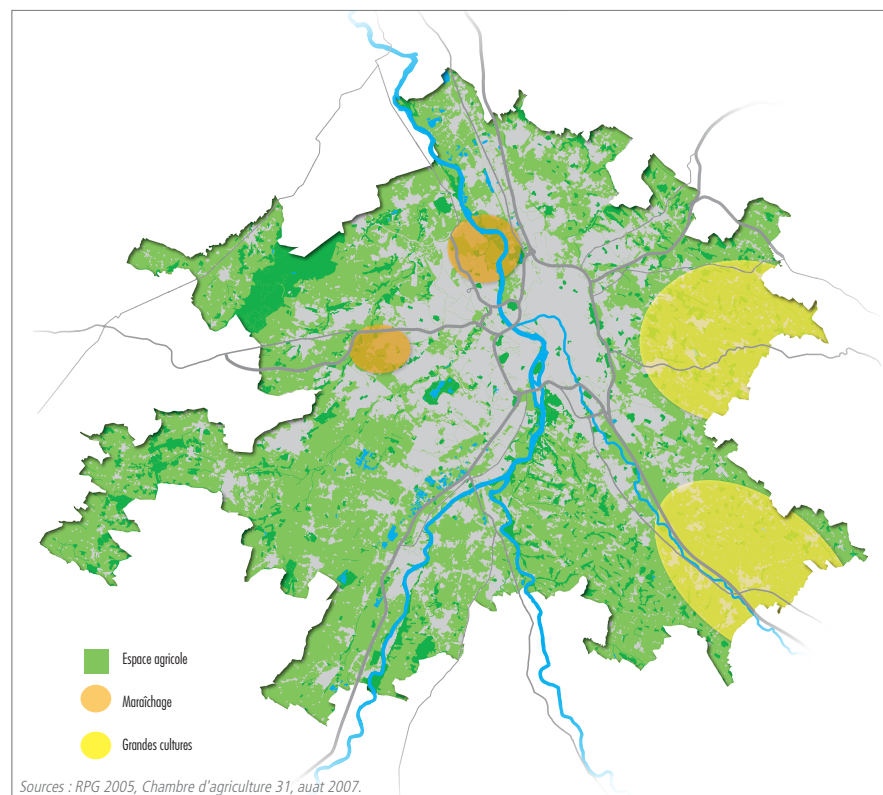 Espace agricole
Maraîchage
Grandes cultures
Sources : RPG 2005, Chambre d'agriculture 31, auat 2007.